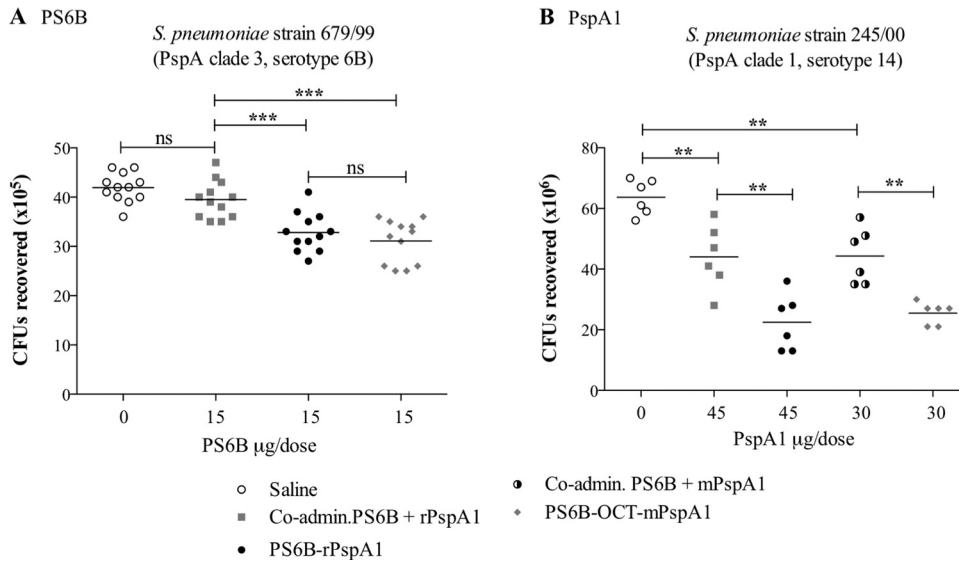 A PS6B
S. pneumoniae strain 679/99
(PspA clade 3, serotype 6B)
***
***
ns
ns
50
40
30
20
10
0
CFUs recovered (x10⁵)
0 15 15 15
PS6B µg/dose
B PspA1
S. pneumoniae strain 245/00
(PspA clade 1, serotype 14)
**
**
**
**
80
60
40
20
0
CFUs recovered (x10⁶)
0 45 45 30 30
PspA1 µg/dose
Saline
Co-admin.PS6B + rPspA1
PS6B-rPspA1
Co-admin. PS6B + mPspA1
PS6B-OCT-mPspA1